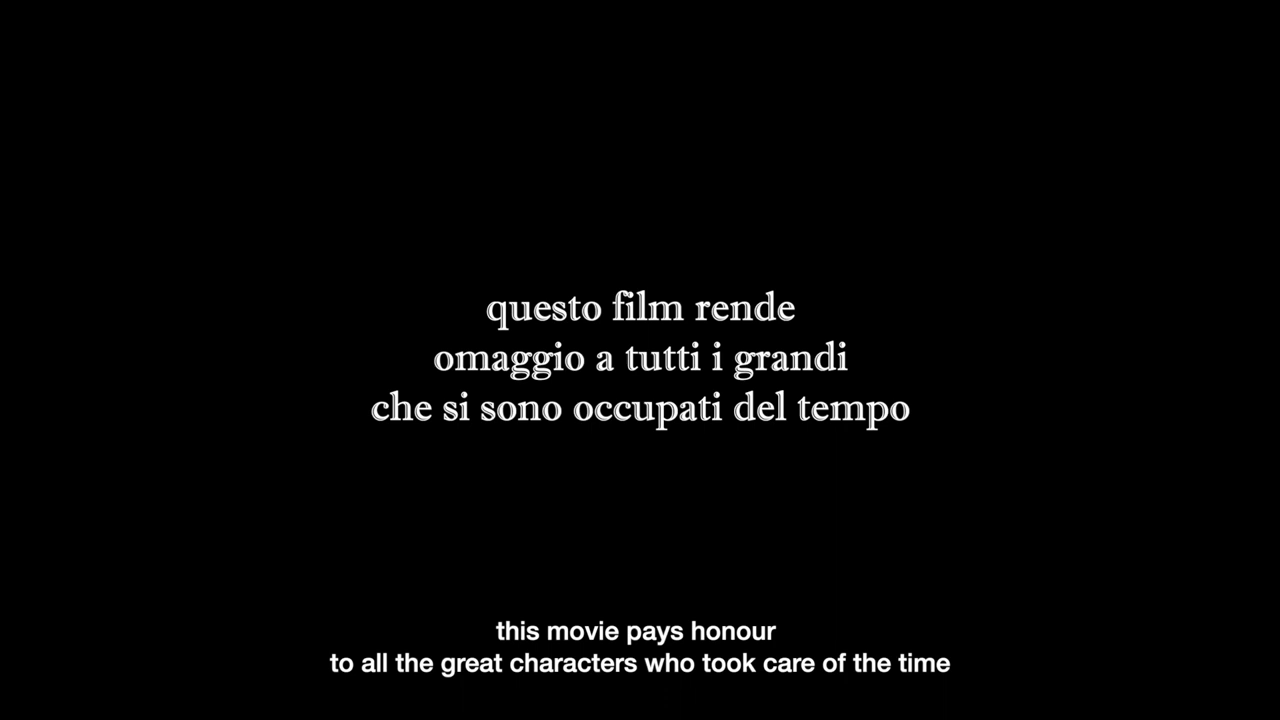 questo film rende
omaggio a tutti i grandi
che si sono occupati del tempo
this movie pays honour
to all the great characters who took care of the time